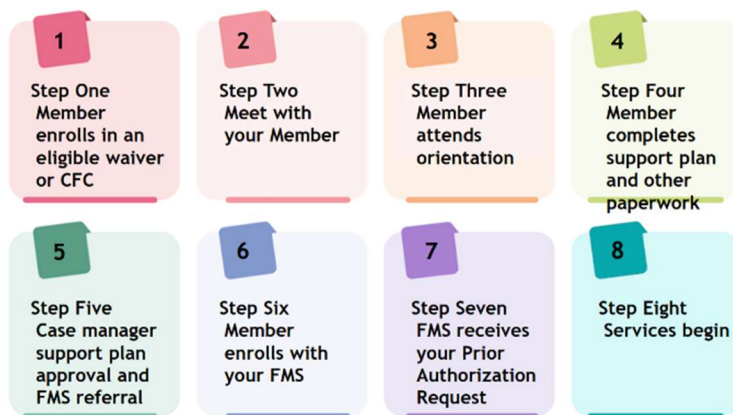 1
Step One
Member
enrolls in an
eligible waiver
or CFC
2
Step Two
Meet with
your Member
3
Step Three
Member
attends
orientation
4
Step Four
Member
completes
support plan
and other
paperwork
5
Step Five
Case manager
support plan
approval and
FMS referral
6
Step Six
Member
enrolls with
your FMS
7
Step Seven
FMS receives
your Prior
Authorization
Request
8
Step Eight
Services begin